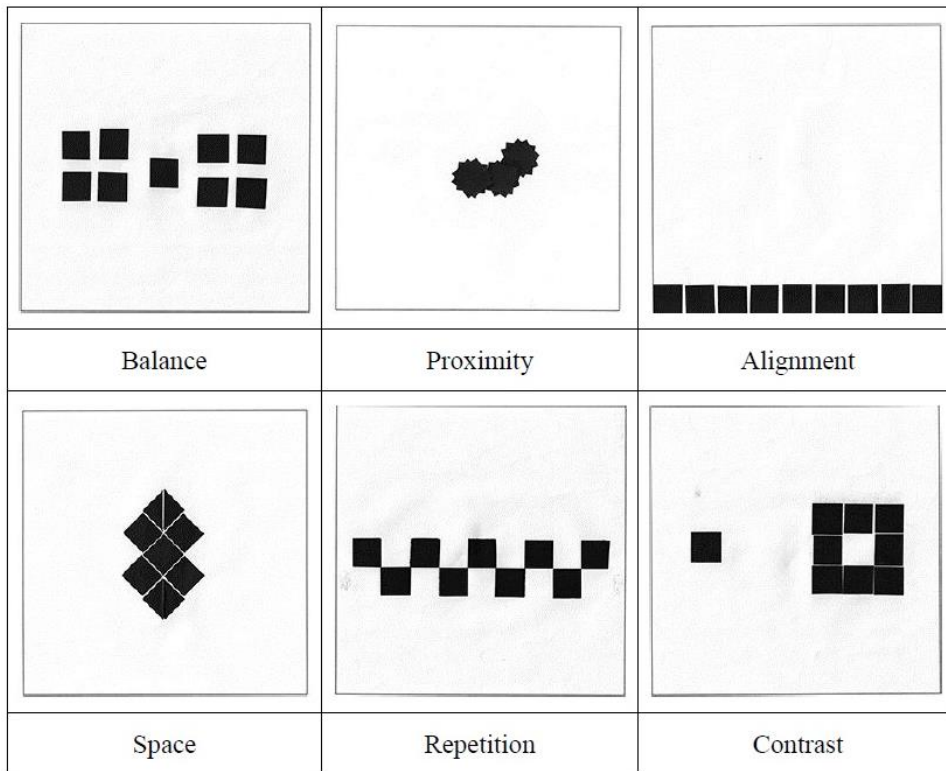 Balance
Proximity
Alignment
Space
Repetition
Contrast